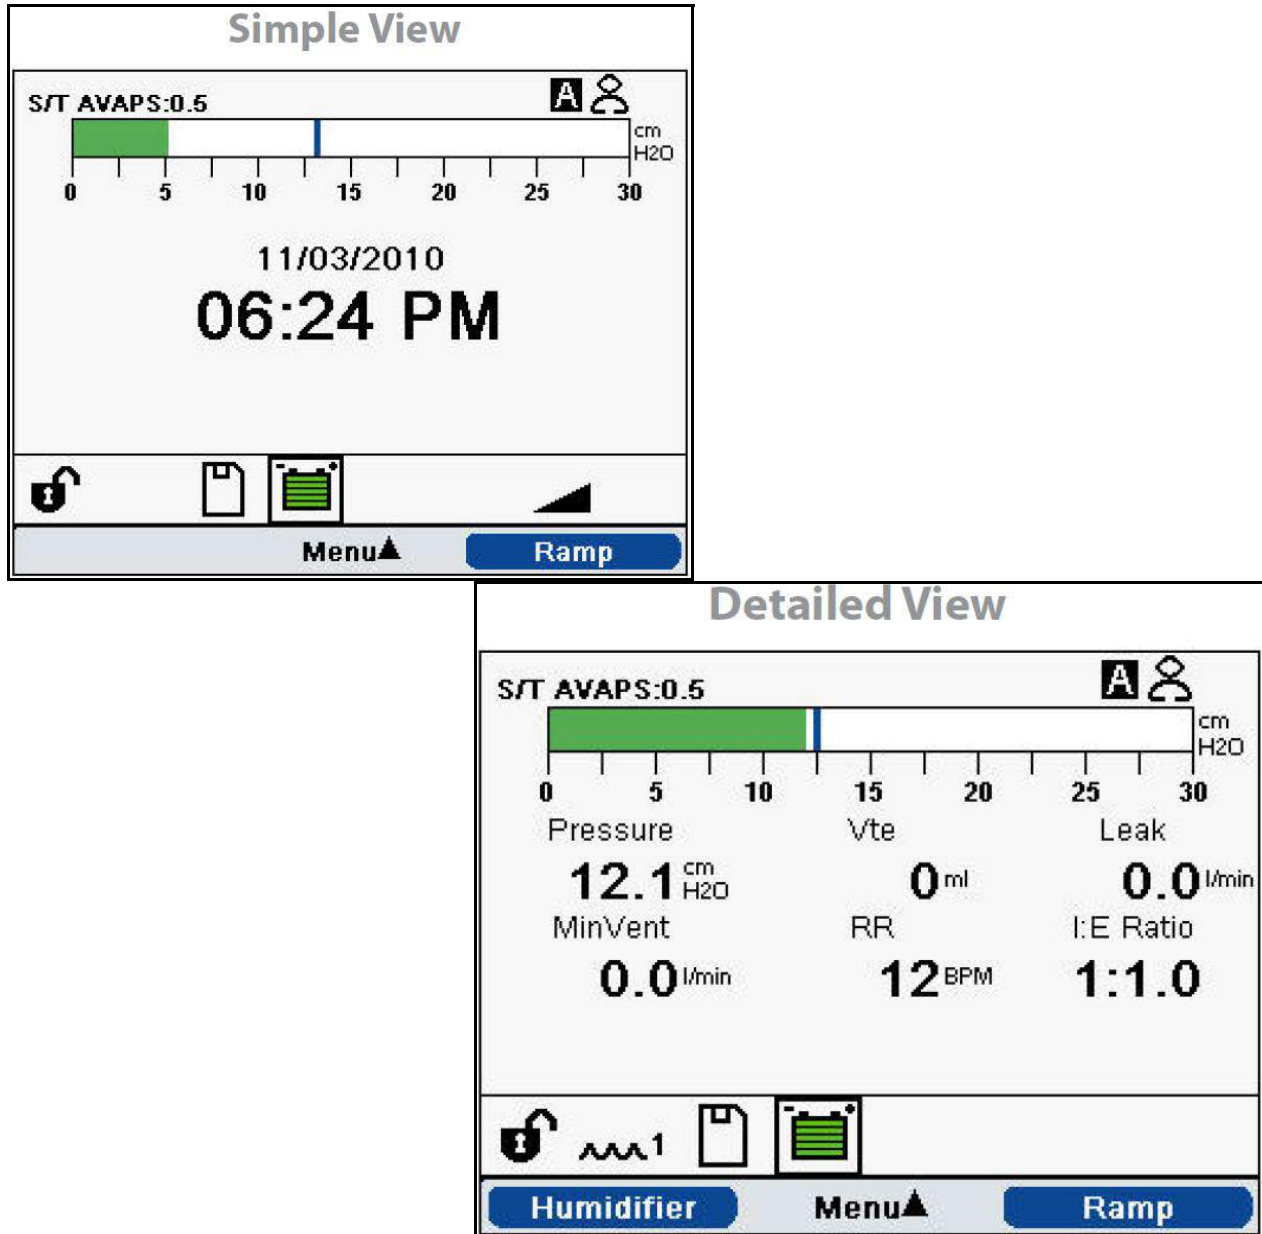 Simple View
S/T AVAPS:0.5 A
cm
H2O
0 5 10 15 20 25 30
11/03/2010
06:24 PM
Menu▲ Ramp
Detailed View
S/T AVAPS:0.5 A
cm
H2O
0 5 10 15 20 25 30
Pressure Vte Leak
12.1 cm H2O 0 ml 0.0 l/min
MinVent RR I:E Ratio
0.0 l/min 12 BPM 1:1.0
1
Humidifier Menu▲ Ramp